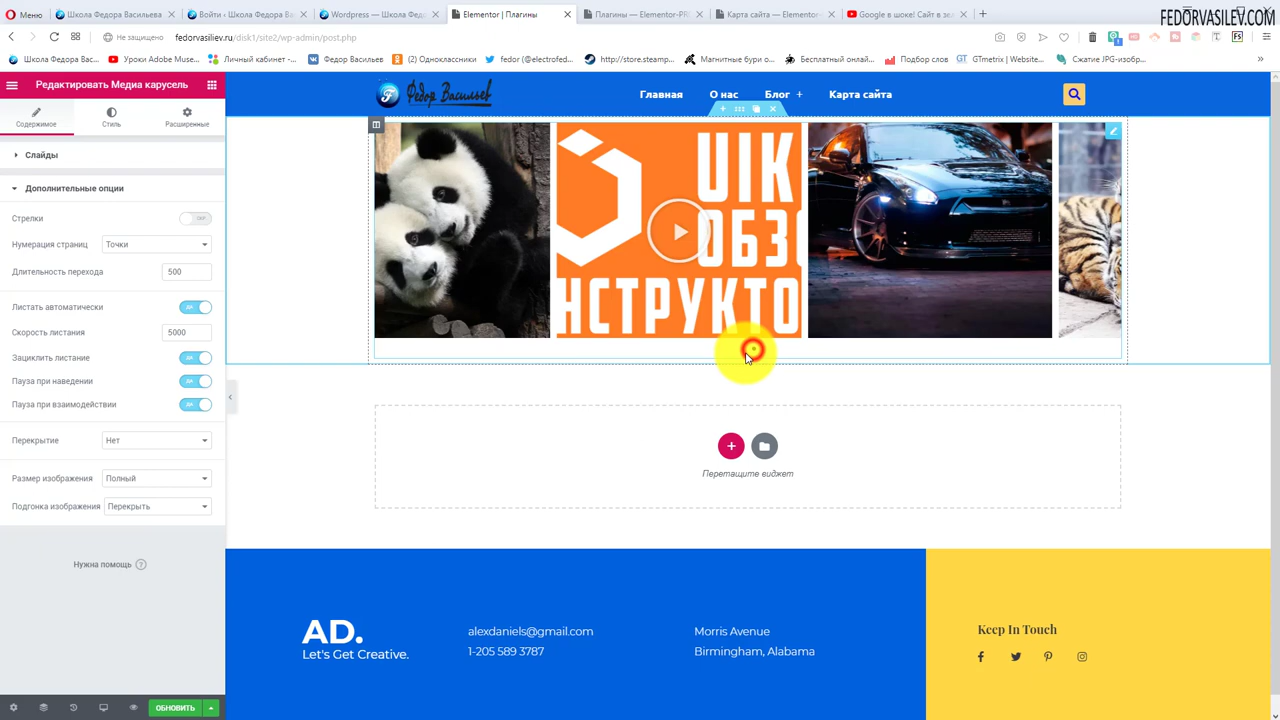 Меню
Школа Федора Васильева
Войти ‹ Школа Федора В
Wordpress — Школа Фед
Elementor | Плагины
Плагины — Elementor-PR
Карта сайта — Elementor
Google в шоке! Сайт в зе
FEDORVASILEV.COM
Не защищено
fedorvasiliev.ru/disk1/site2/wp-admin/post.php
Школа Федора Вас...
Уроки Adobe Muse...
Личный кабинет -...
Федор Васильев
(2) Одноклассники
fedor (@electrofed...
http://store.steamp...
Магнитные бури о...
Бесплатный онлай...
Подбор слов
GTmetrix | Website...
Сжатие JPG-изобр...
Редактировать Медиа карусель
Содержимое
Стиль
Расширенные
Слайды
Дополнительные опции
Стрелки
Нумерация страниц
Точки
Длительность перехода
500
Листать автоматически
ДА
Скорость листания
5000
Зациклить листание
ДА
Пауза при наведении
ДА
Пауза при взаимодействии
ДА
Перекрытие
Нет
Размер изображения
Полный
Подгонка изображения
Перекрыть
Нужна помощь
ОБНОВИТЬ
Федор Васильев
Главная
О нас
Блог +
Карта сайта
UIK
ОБЗ
НСТРУКТО
Перетащите виджет
AD.
Let's Get Creative.
alexdaniels@gmail.com
1-205 589 3787
Morris Avenue
Birmingham, Alabama
Keep In Touch